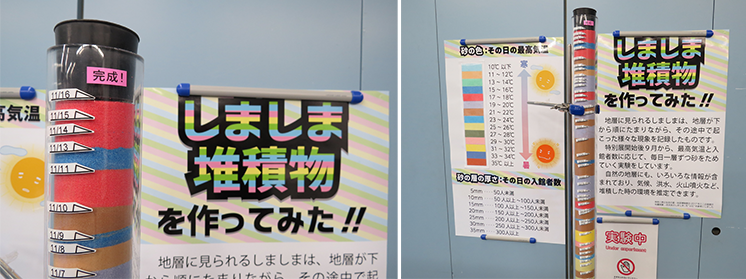 完成!
11/16
11/15
11/14
11/13
11/11
11/10
11/9
11/8
11/7
高気温
しましま
堆積物
を作ってみた!!
地層に見られるしましまは、地層が下
から順にたまりながら、その途中で起
砂の色:その日の最高気温
10℃ 以下
11 ~ 12℃
13 ~ 14℃
15 ~ 16℃
17 ~ 18℃
19 ~ 20℃
21 ~ 22℃
23 ~ 24℃
25 ~ 26℃
27 ~ 28℃
29 ~ 30℃
31 ~ 32℃
33 ~ 34℃
35℃ 以上
寒
暑
砂の層の厚さ:その日の入館者数
5mm 50人未満
10mm 50人以上~100人未満
15mm 100人以上~150人未満
20mm 150人以上~200人未満
25mm 200人以上~250人未満
30mm 250人以上~300人未満
35mm 300人以上
しましま
堆積物
を作ってみた!!
地層に見られるしましまは、地層が下
から順にたまりながら、その途中で起
こった様々な現象を記録したものです。
特別展開始後9月から、最高気温と入
館者数に応じて、毎日一層ずつ砂をため
ていく実験をしています。
自然の地層にも、いろいろな情報が含
まれており、気候、洪水、火山噴火など、
堆積した時の環境を推定できます。
実験中
Under experiment